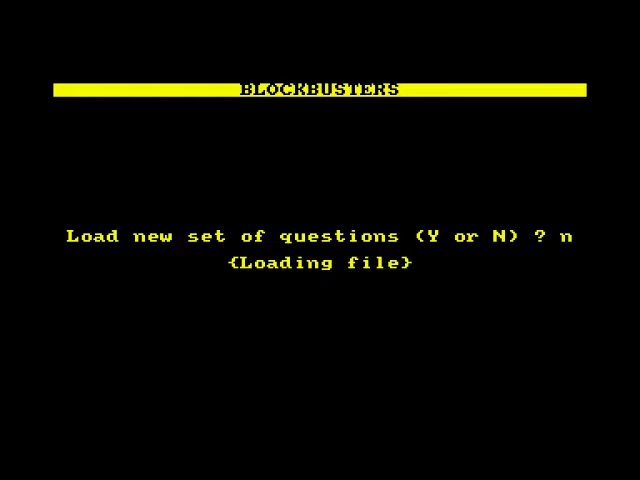 BLOCKBUSTERS
Load new set of questions (Y or N) ? n
{Loading file}